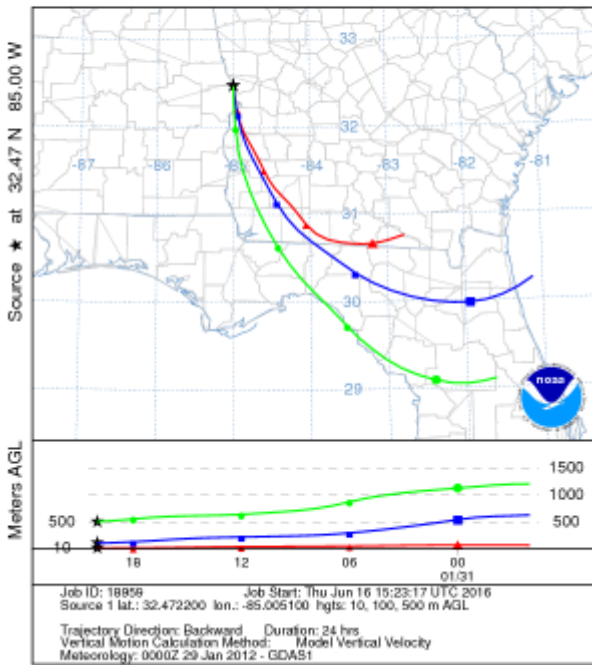 Source ★ at 32.47 N 85.00 W
33
32
-87
-86
-84
-83
-82
-81
31
30
29
noaa
Meters AGL
1500
1000
500
500
10
18
12
06
00
01/31
Job ID: 18959 Job Start: Thu Jun 16 15:23:17 UTC 2016
Source 1 lat.: 32.472200 lon.: -85.005100 hgts: 10, 100, 500 m AGL
Trajectory Direction: Backward Duration: 24 hrs
Vertical Motion Calculation Method: Model Vertical Velocity
Meteorology: 0000Z 29 Jan 2012 - GDAS1